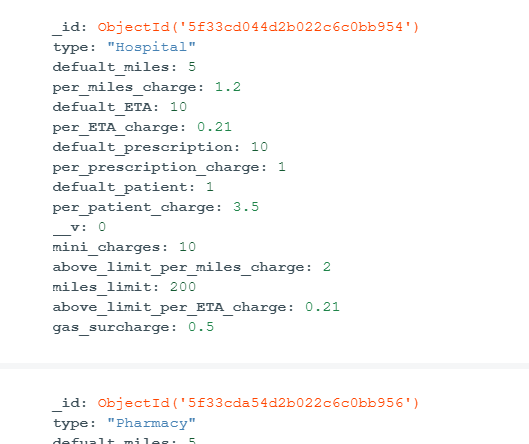 _id: ObjectId('5f33cd044d2b022c6c0bb954')
type: "Hospital"
defualt_miles: 5
per_miles_charge: 1.2
defualt_ETA: 10
per_ETA_charge: 0.21
defualt_prescription: 10
per_prescription_charge: 1
defualt_patient: 1
per_patient_charge: 3.5
__v: 0
mini_charges: 10
above_limit_per_miles_charge: 2
miles_limit: 200
above_limit_per_ETA_charge: 0.21
gas_surcharge: 0.5
_id: ObjectId('5f33cda54d2b022c6c0bb956')
type: "Pharmacy"
defualt_miles: 5